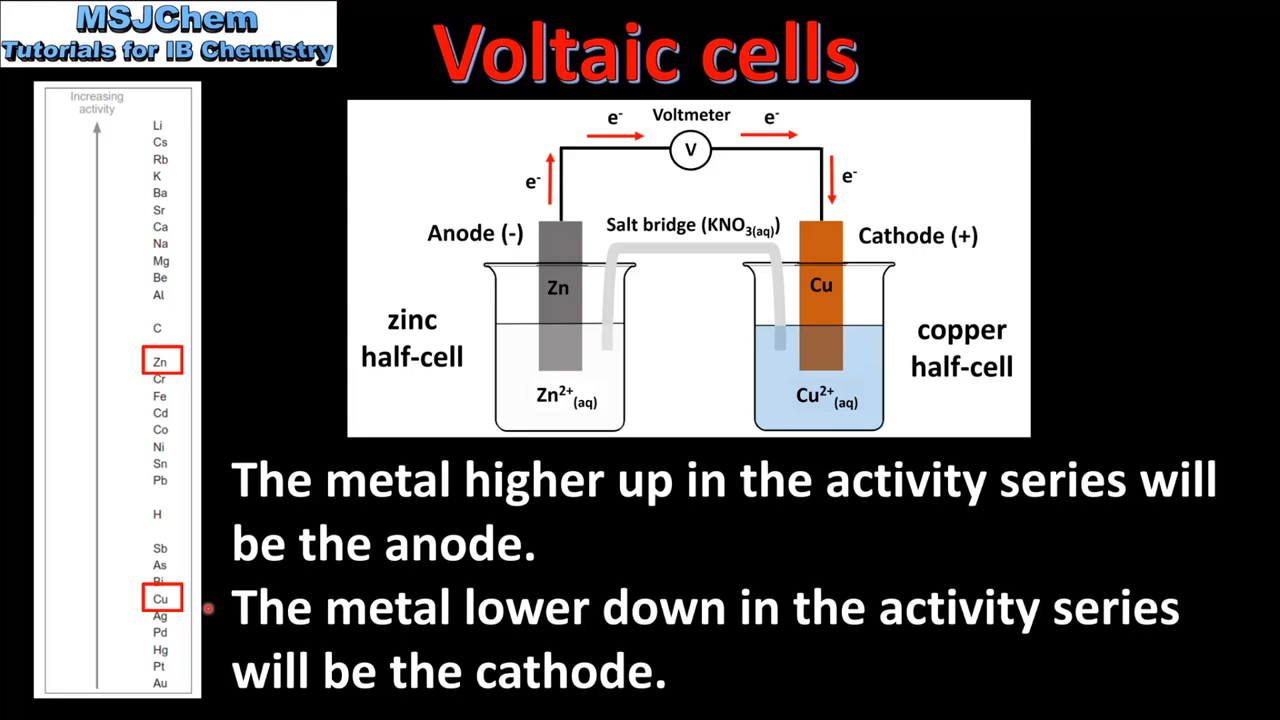 MSJChem
Tutorials for IB Chemistry
Voltaic cells
Increasing
activity
Li
Cs
Rb
K
Ba
Sr
Ca
Na
Mg
Be
Al
C
Zn
Cr
Fe
Cd
Co
Ni
Sn
Pb
H
Sb
As
Bi
Cu
Ag
Pd
Hg
Pt
Au
e⁻ Voltmeter e⁻
V
e⁻ e⁻
Anode (-) Salt bridge (KNO₃(aq)) Cathode (+)
Zn Cu
zinc
half-cell
copper
half-cell
Zn²⁺(aq) Cu²⁺(aq)
The metal higher up in the activity series will
be the anode.
The metal lower down in the activity series
will be the cathode.